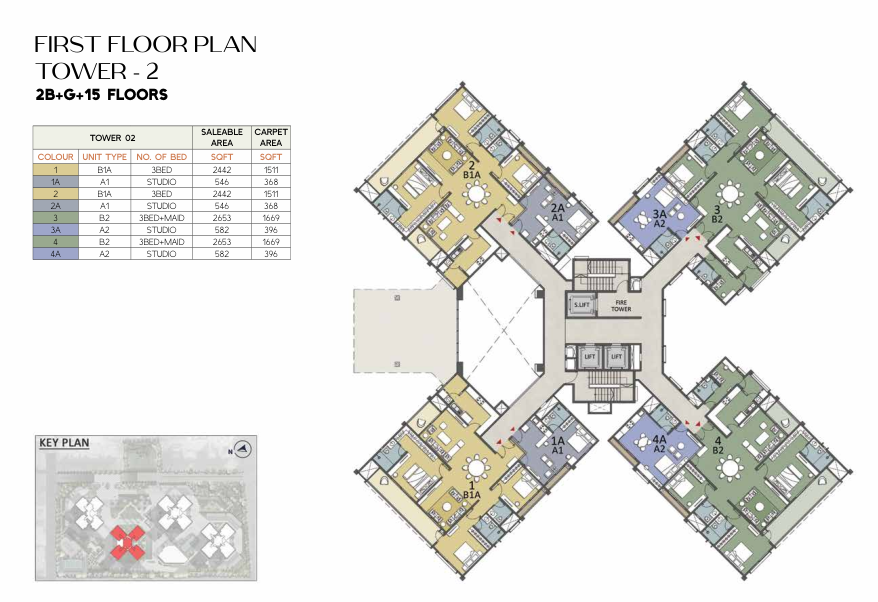 FIRST FLOOR PLAN
TOWER - 2
2B+G+15 FLOORS
TOWER 02 SALEABLE AREA CARPET AREA
COLOUR UNIT TYPE NO. OF BED SQFT SQFT
1 B1A 3BED 2442 1511
1A A1 STUDIO 546 368
2 B1A 3BED 2442 1511
2A A1 STUDIO 546 368
3 B2 3BED+MAID 2653 1669
3A A2 STUDIO 582 396
4 B2 3BED+MAID 2653 1669
4A A2 STUDIO 582 396
2
B1A
2A
A1
3A
A2
3
B2
S.LIFT
FIRE
TOWER
LIFT
LIFT
1A
A1
1
B1A
4A
A2
4
B2
KEY PLAN
N